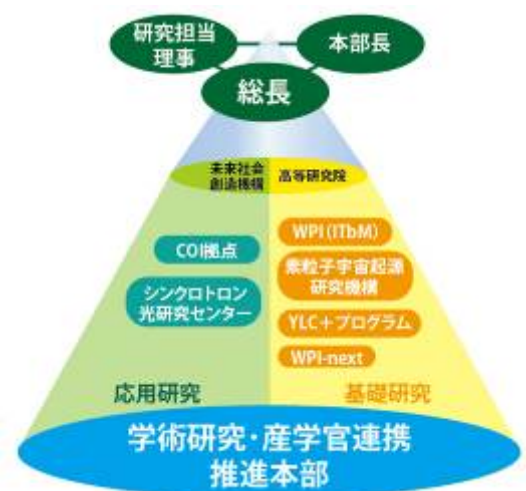 研究担当
理事
本部長
総長
未来社会
創造機構
高等研究院
COI拠点
シンクロトロン
光研究センター
WPI(ITbM)
素粒子宇宙起源
研究機構
YLC+プログラム
WPI-next
応用研究
基礎研究
学術研究・産学官連携
推進本部